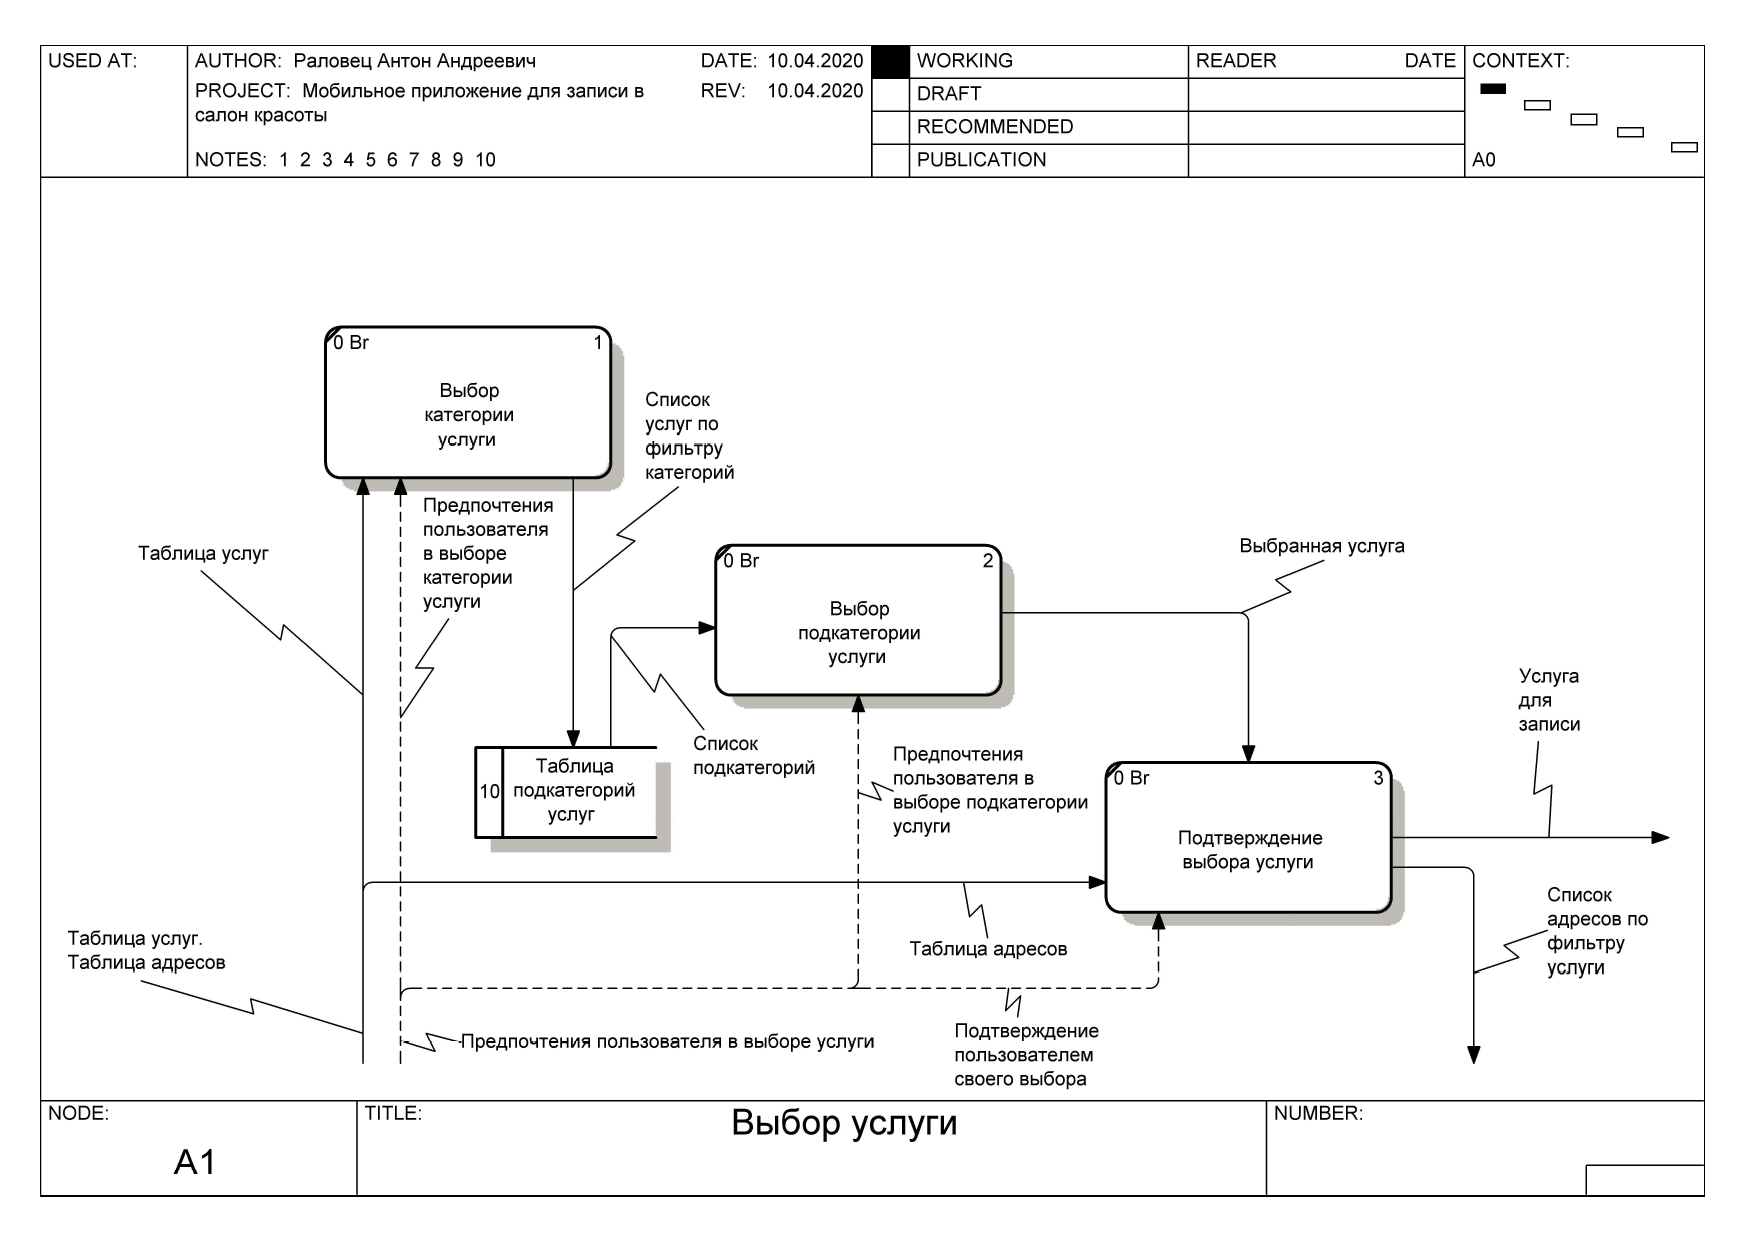 USED AT:
AUTHOR: Раловец Антон Андреевич
DATE: 10.04.2020
PROJECT: Мобильное приложение для записи в
салон красоты
REV: 10.04.2020
NOTES: 1 2 3 4 5 6 7 8 9 10
WORKING
DRAFT
RECOMMENDED
PUBLICATION
READER DATE
CONTEXT:
A0
0 Br 1
Выбор
категории
услуги
Список
услуг по
фильтру
категорий
Предпочтения
пользователя
в выборе
категории
услуги
Таблица услуг
0 Br 2
Выбор
подкатегории
услуги
Выбранная услуга
Услуга
для
записи
10
Таблица
подкатегорий
услуг
Список
подкатегорий
Предпочтения
пользователя в
выборе подкатегории
услуги
0 Br 3
Подтверждение
выбора услуги
Список
адресов по
фильтру
услуги
Таблица услуг.
Таблица адресов
Таблица адресов
Предпочтения пользователя в выборе услуги
Подтверждение
пользователем
своего выбора
NODE:
A1
TITLE:
Выбор услуги
NUMBER: